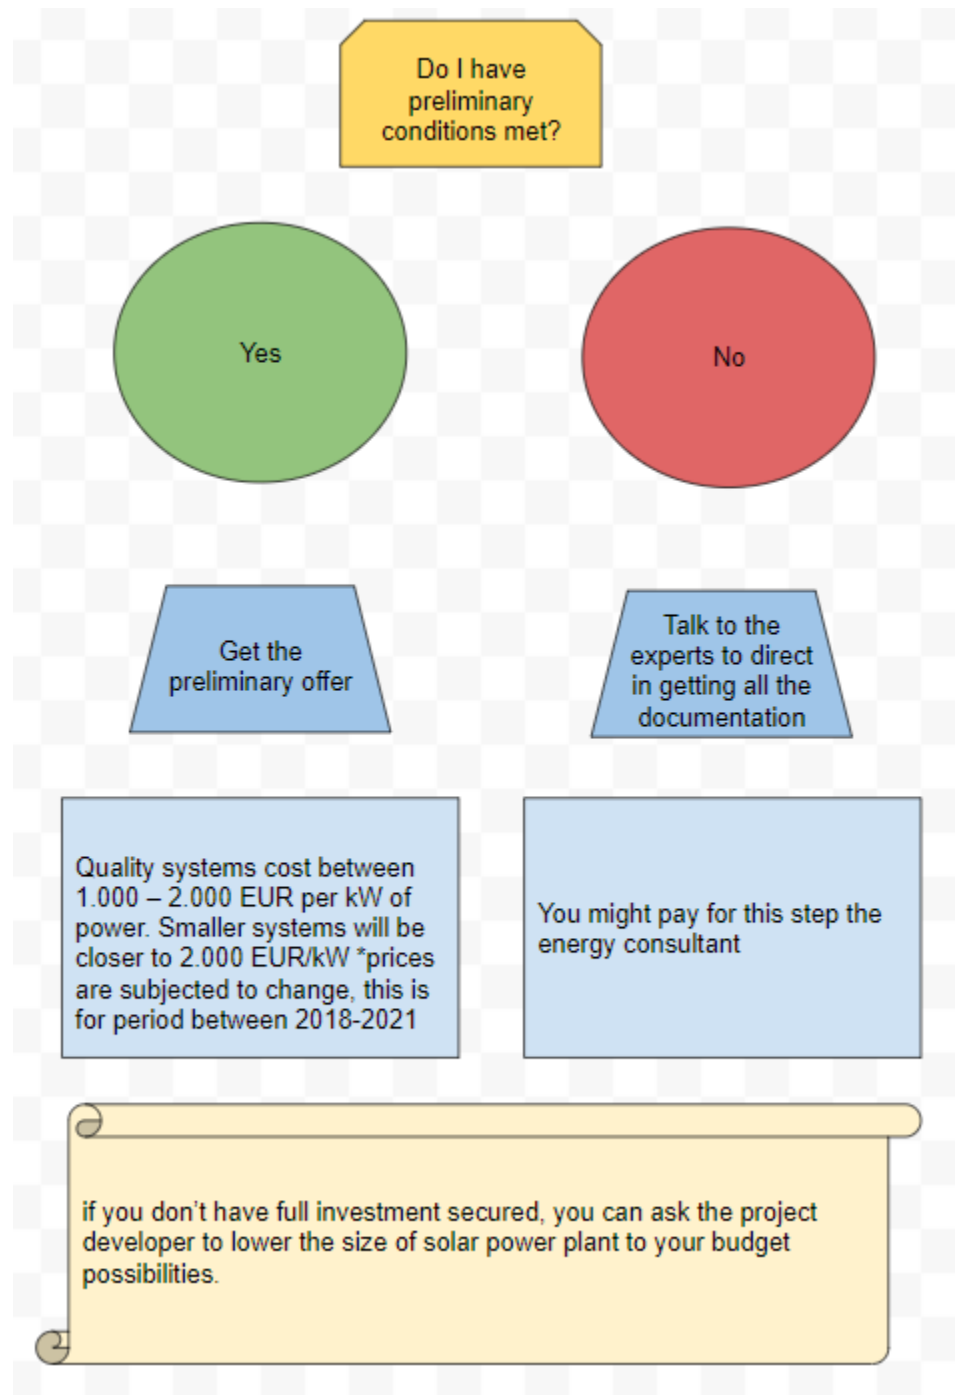 Do I have
preliminary
conditions met?
Yes
No
Get the
preliminary offer
Talk to the
experts to direct
in getting all the
documentation
Quality systems cost between
1.000 – 2.000 EUR per kW of
power. Smaller systems will be
closer to 2.000 EUR/kW *prices
are subjected to change, this is
for period between 2018-2021
You might pay for this step the
energy consultant
if you don’t have full investment secured, you can ask the project
developer to lower the size of solar power plant to your budget
possibilities.